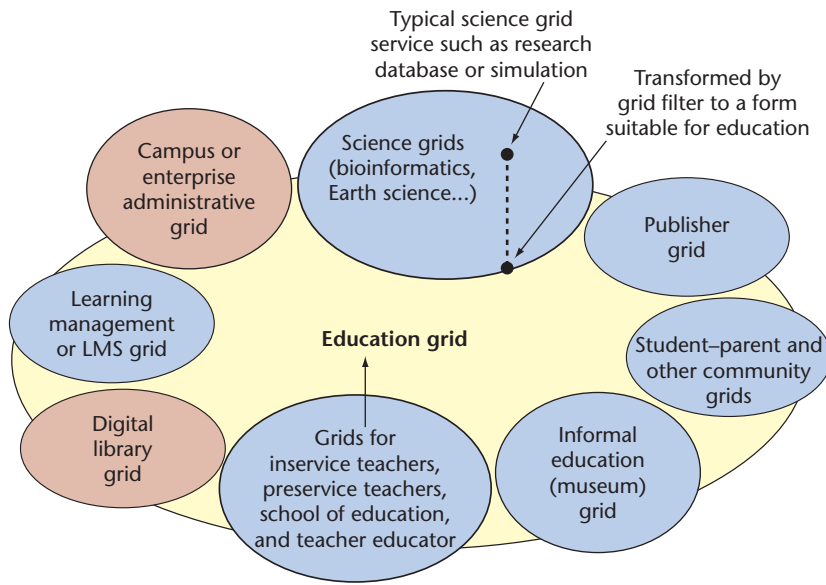 Typical science grid
service such as research
database or simulation
Transformed by
grid filter to a form
suitable for education
Science grids
(bioinformatics,
Earth science...)
Campus or
enterprise
administrative
grid
Publisher
grid
Learning
management
or LMS grid
Education grid
Student–parent and
other community
grids
Digital
library
grid
Grids for
inservice teachers,
preservice teachers,
school of education,
and teacher educator
Informal
education
(museum)
grid